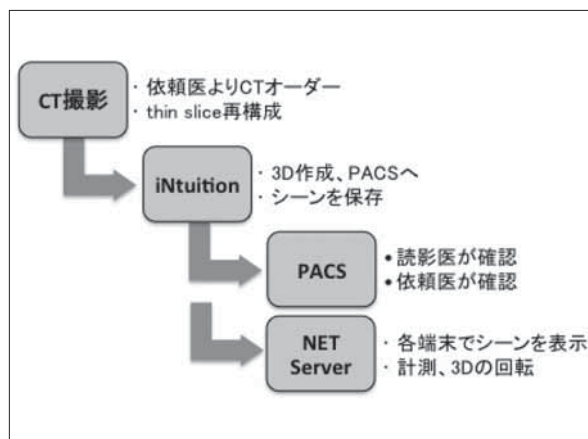 CT撮影
・依頼医よりCTオーダー
・thin slice再構成
iNtuition
・3D作成、PACSへ
・シーンを保存
PACS
•読影医が確認
•依頼医が確認
NET
Server
・各端末でシーンを表示
・計測、3Dの回転